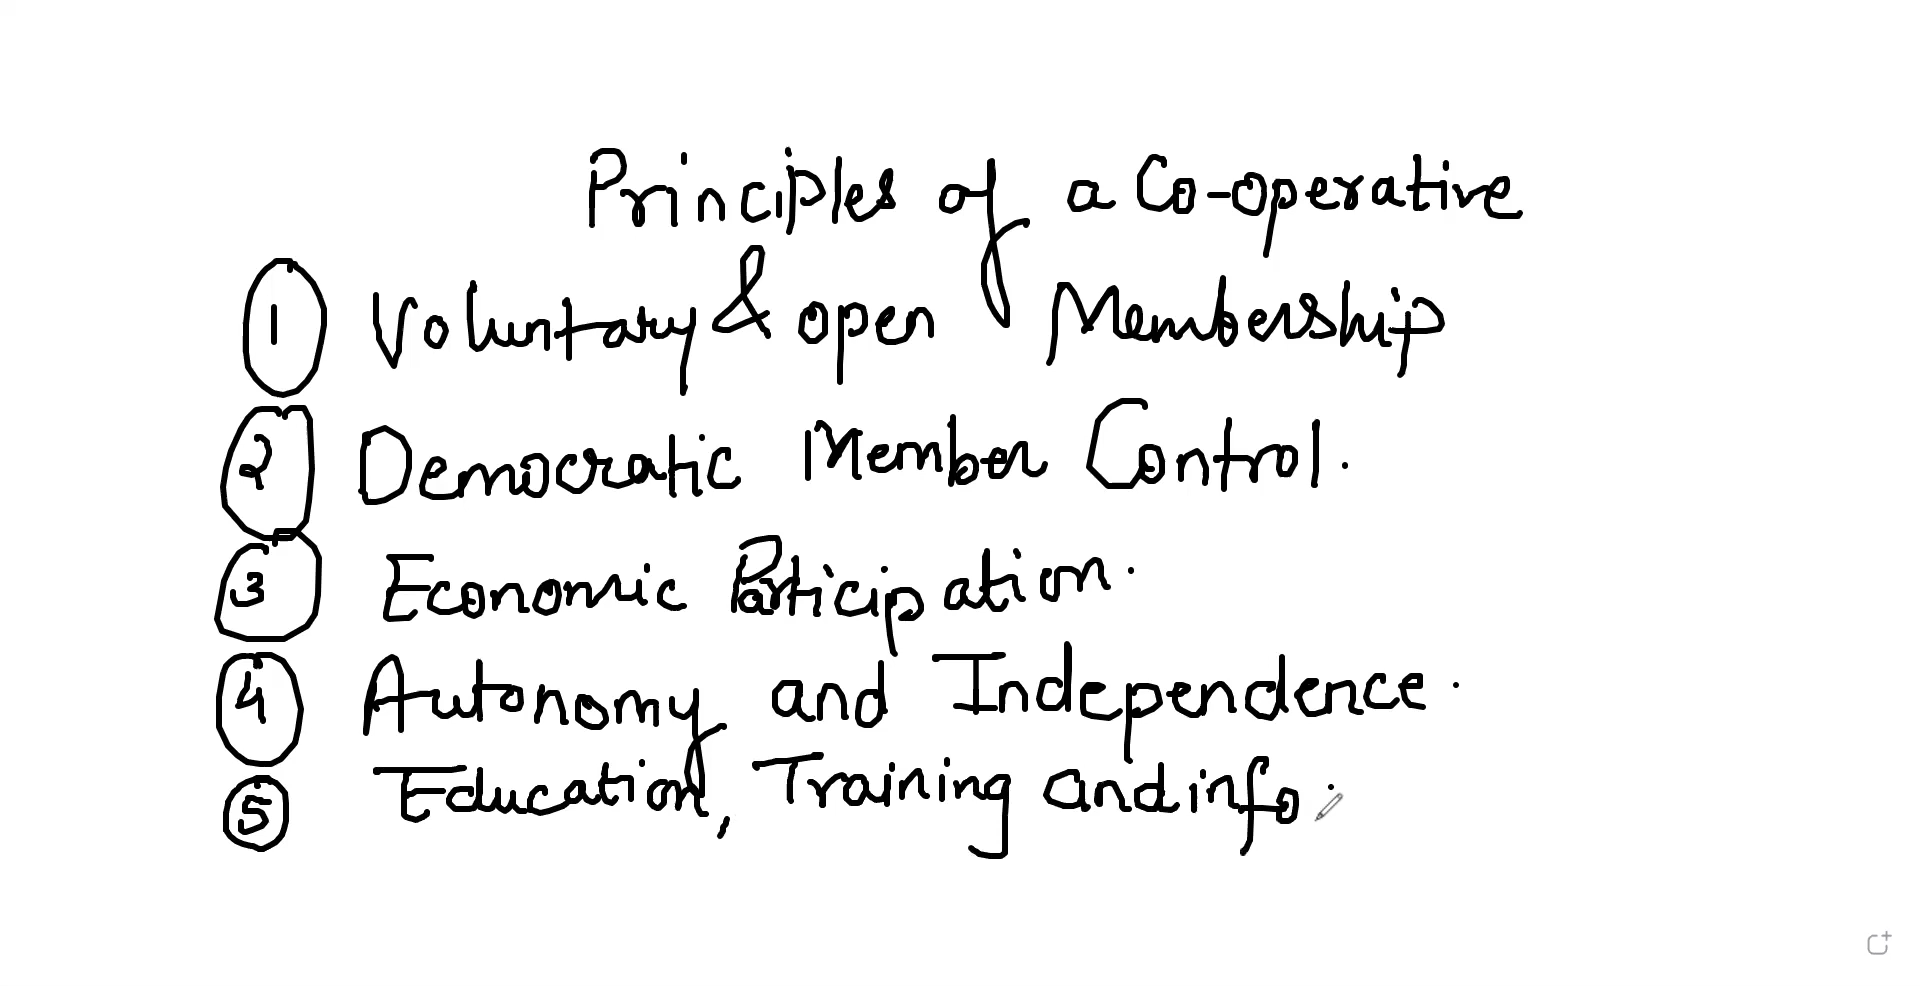 Principles of a Co-operative
1 Voluntary & open Membership
2 Democratic Member Control.
3 Economic Participation.
4 Autonomy and Independence.
5 Education, Training and info.